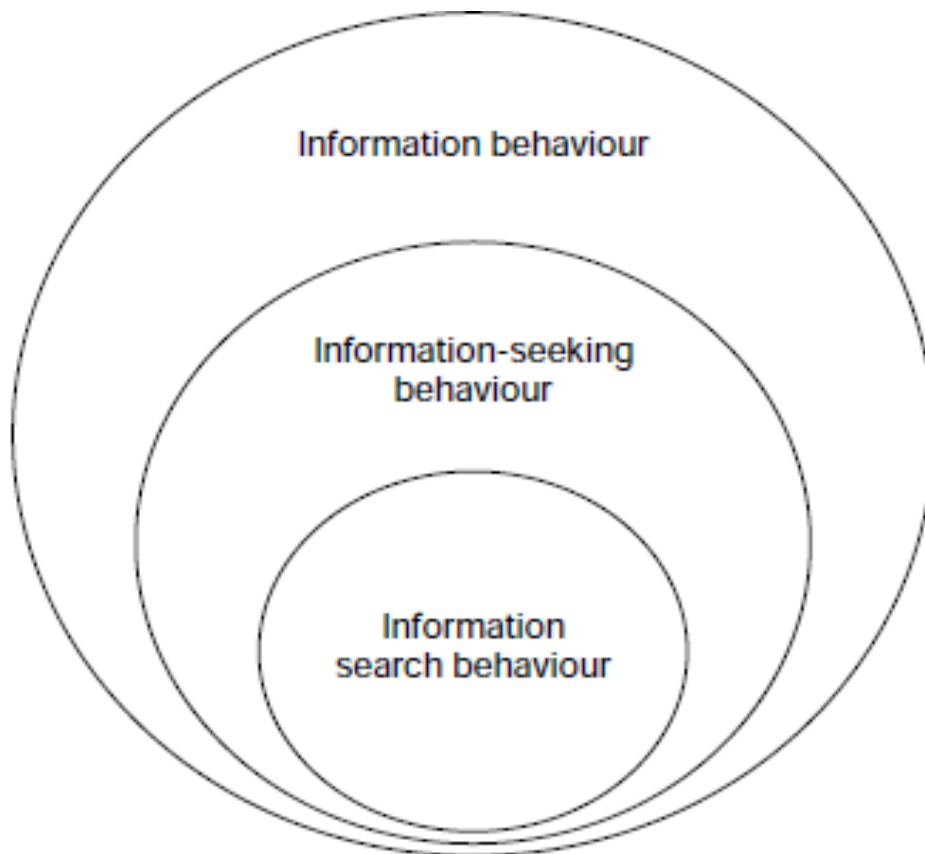 Information behaviour
Information-seeking
behaviour
Information
search behaviour